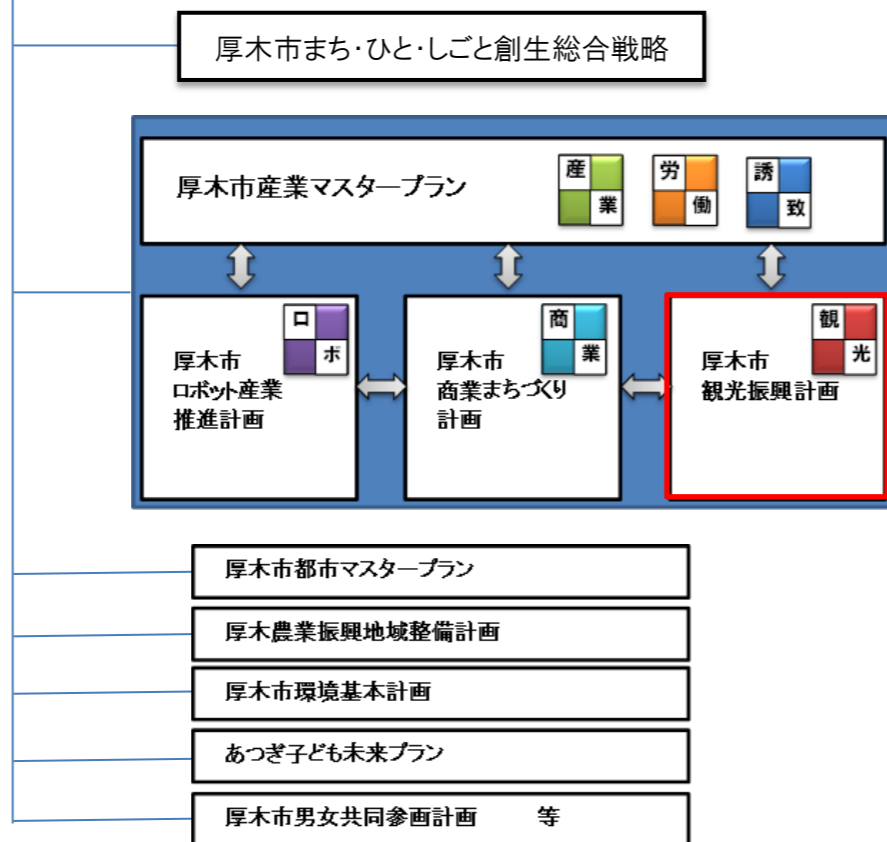 厚木市まち・ひと・しごと創生総合戦略
厚木市産業マスタープラン
産業
労働
誘致
ロボ
厚木市
ロボット産業
推進計画
商業
厚木市
商業まちづくり
計画
観光
厚木市
観光振興計画
厚木市都市マスタープラン
厚木農業振興地域整備計画
厚木市環境基本計画
あつぎ子ども未来プラン
厚木市男女共同参画計画 等